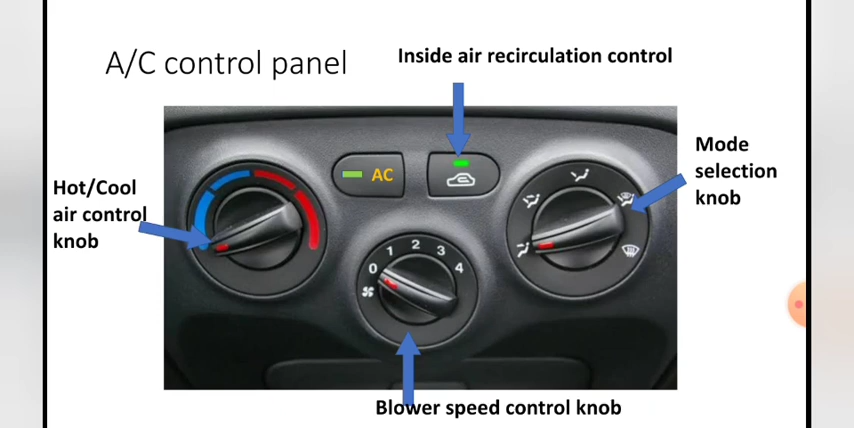 A/C control panel
Inside air recirculation control
Mode
selection
knob
Hot/Cool
air control
knob
AC
0 1 2 3 4
Blower speed control knob